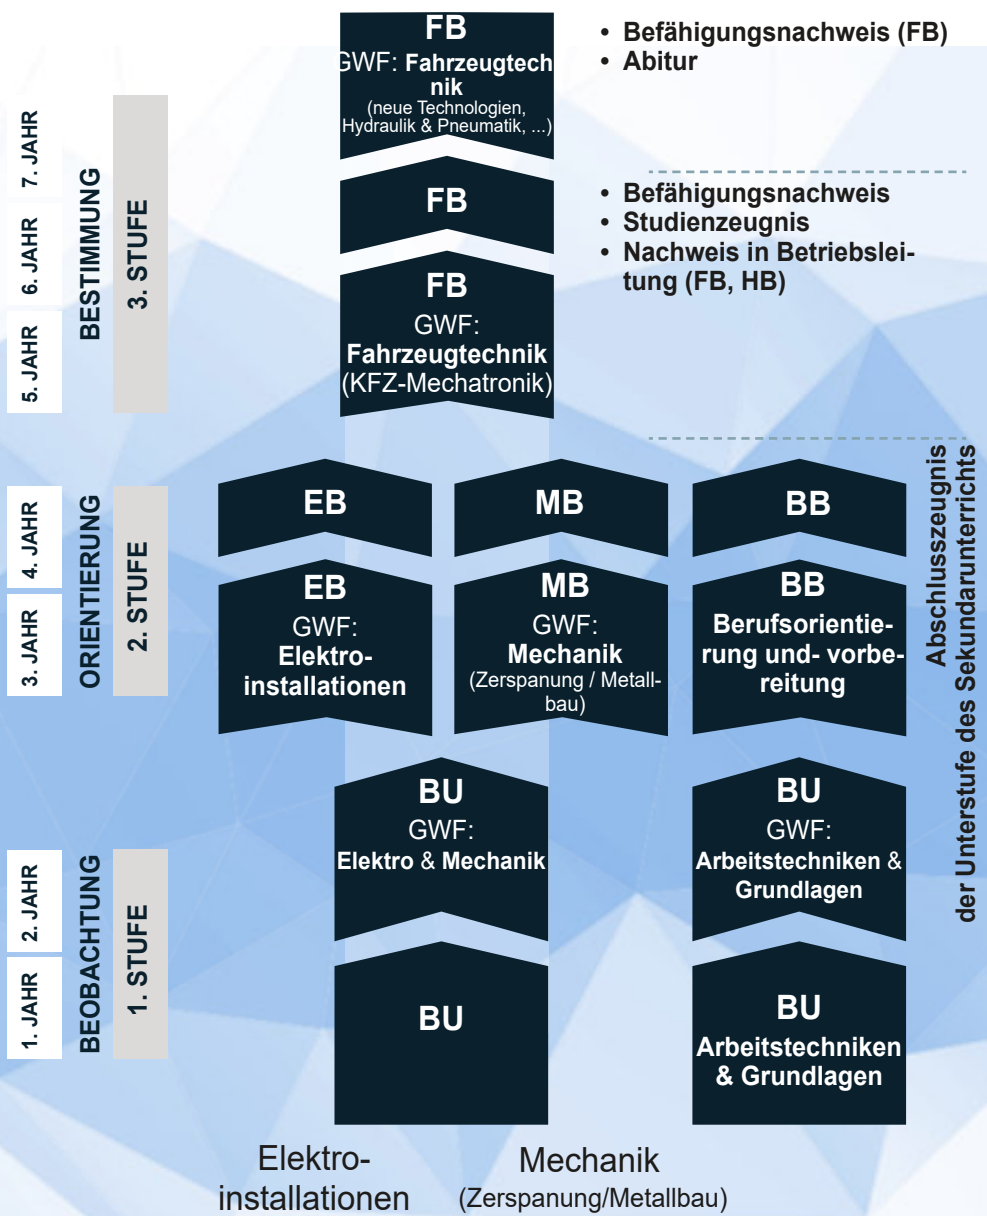 FB
GWF: Fahrzeugtech
nik
(neue Technologien,
Hydraulik & Pneumatik, ...)
• Befähigungsnachweis (FB)
• Abitur
7. JAHR
6. JAHR
5. JAHR
BESTIMMUNG
3. STUFE
FB
• Befähigungsnachweis
• Studienzeugnis
• Nachweis in Betriebslei-
tung (FB, HB)
FB
GWF:
Fahrzeugtechnik
(KFZ-Mechatronik)
4. JAHR
3. JAHR
ORIENTIERUNG
2. STUFE
EB
MB
BB
EB
GWF:
Elektro-
installationen
MB
GWF:
Mechanik
(Zerspanung / Metall-
bau)
BB
Berufsorientie-
rung und- vorbe-
reitung
Abschlusszeugnis
der Unterstufe des Sekundarunterrichts
2. JAHR
1. JAHR
BEOBACHTUNG
1. STUFE
BU
GWF:
Elektro & Mechanik
BU
GWF:
Arbeitstechniken &
Grundlagen
BU
BU
Arbeitstechniken
& Grundlagen
Elektro-
installationen
Mechanik
(Zerspanung/Metallbau)